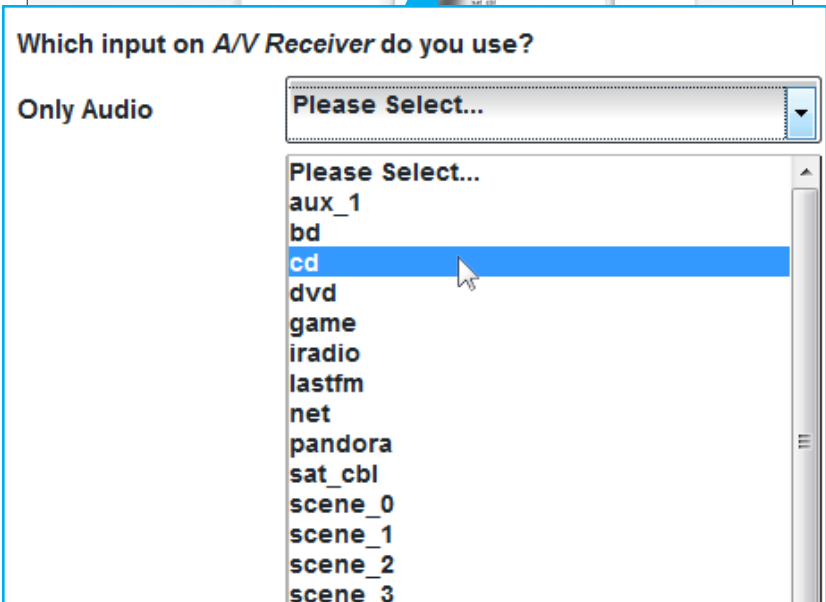 sat_cbl
Which input on A/V Receiver do you use?
Only Audio
Please Select...
Please Select...
aux_1
bd
cd
dvd
game
iradio
lastfm
net
pandora
sat_cbl
scene_0
scene_1
scene_2
scene_3